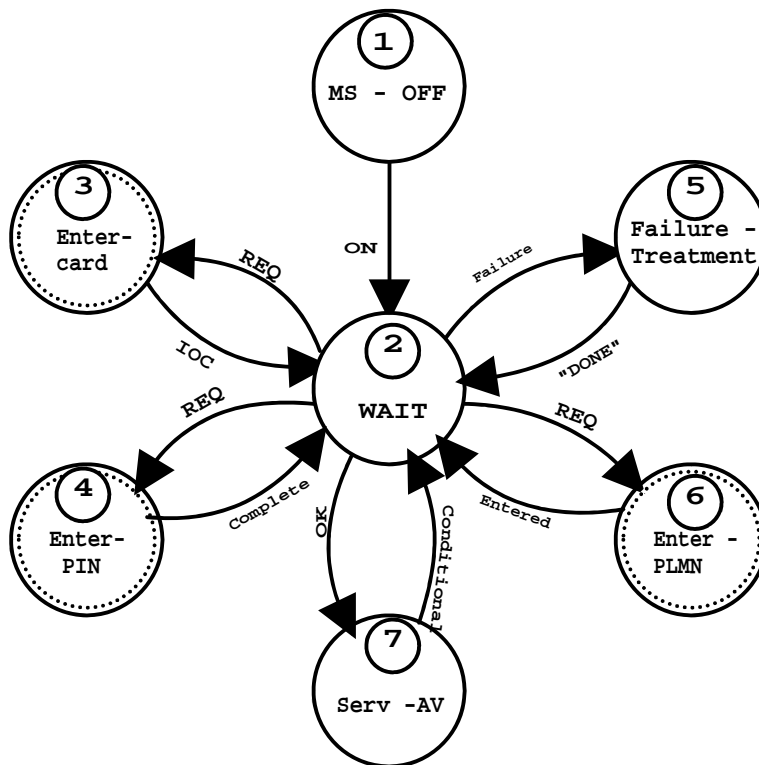 1
MS - OFF
3
Enter-
card
5
Failure -
Treatment
ON
REQ
Failure
IOC
"DONE"
2
WAIT
REQ
REQ
4
Enter-
PIN
Complete
Entered
6
Enter -
PLMN
OK
Conditional
7
Serv -AV